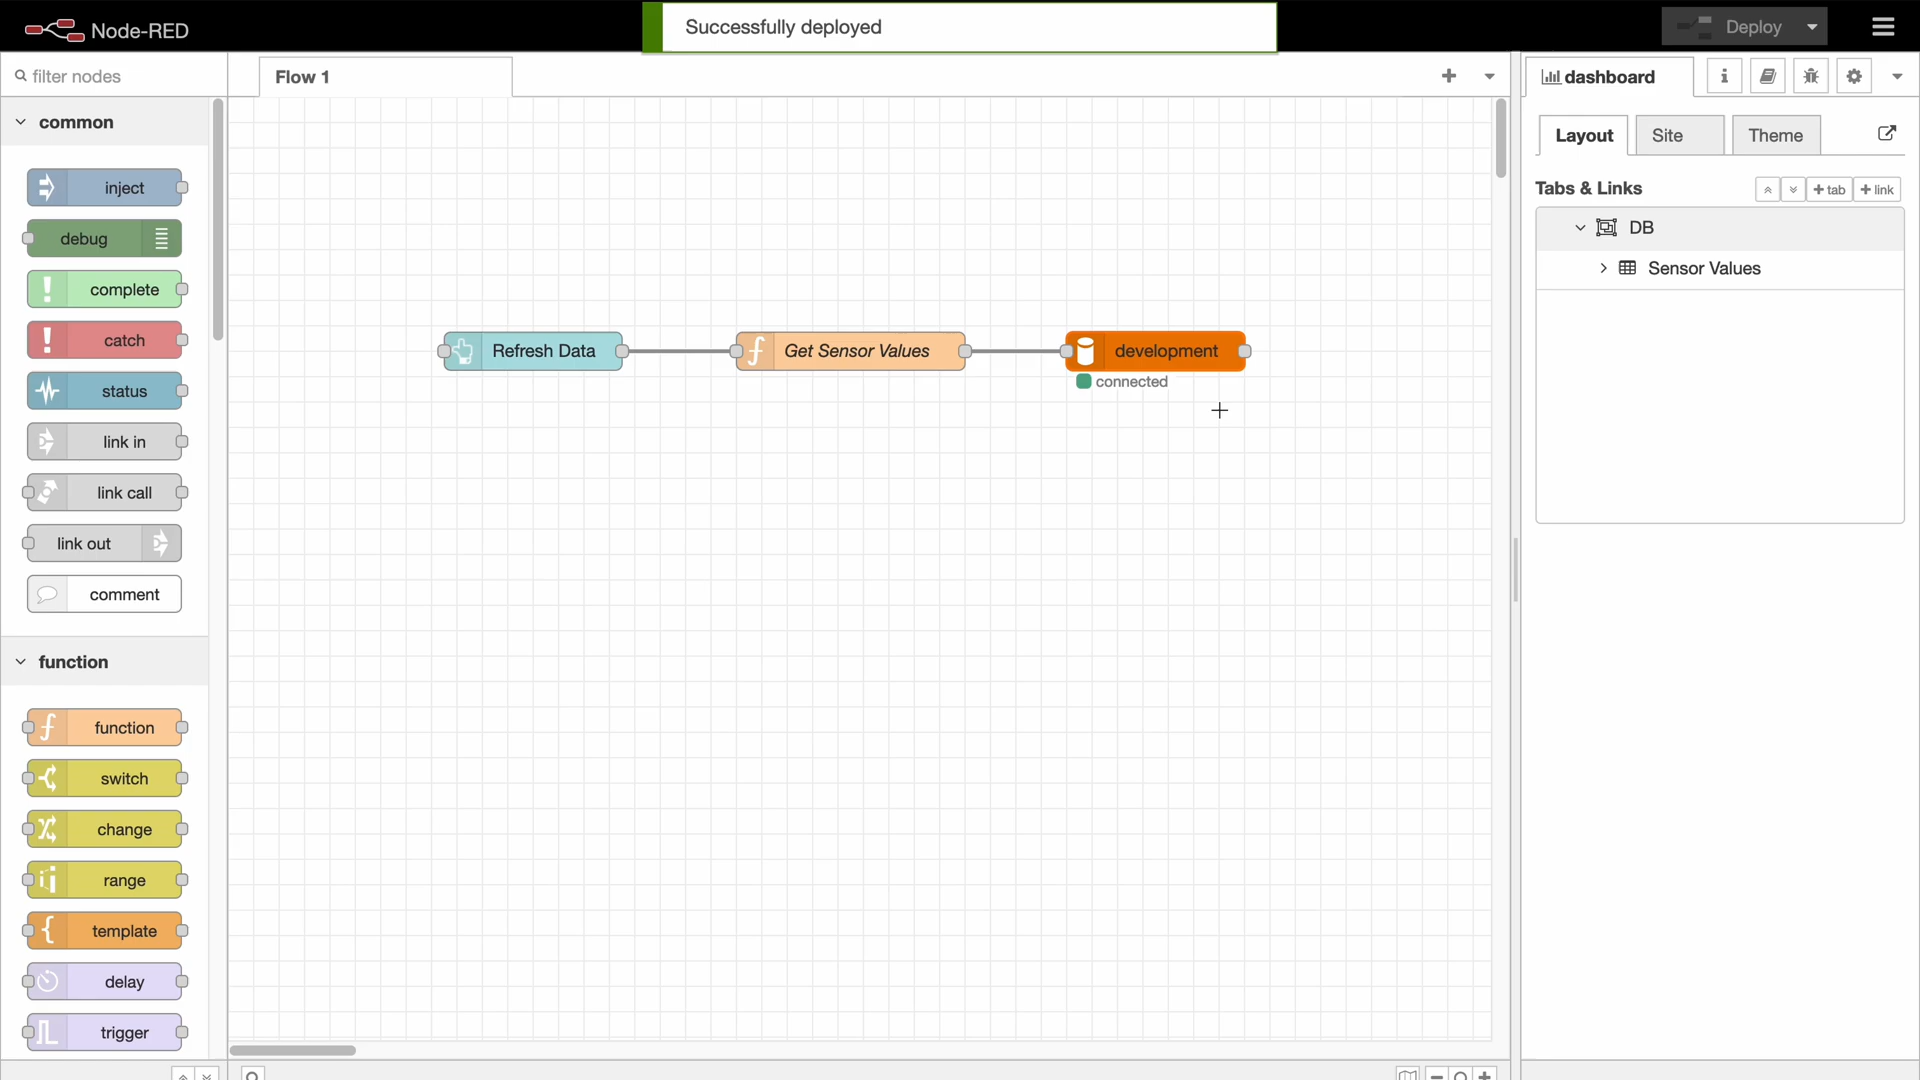 Node-RED
Successfully deployed
Deploy
filter nodes
Flow 1
dashboard
i
common
Layout
Site
Theme
Tabs & Links
+ tab
+ link
inject
DB
debug
Sensor Values
complete
catch
Refresh Data
Get Sensor Values
development
connected
status
link in
link call
link out
comment
function
function
switch
change
range
template
delay
trigger